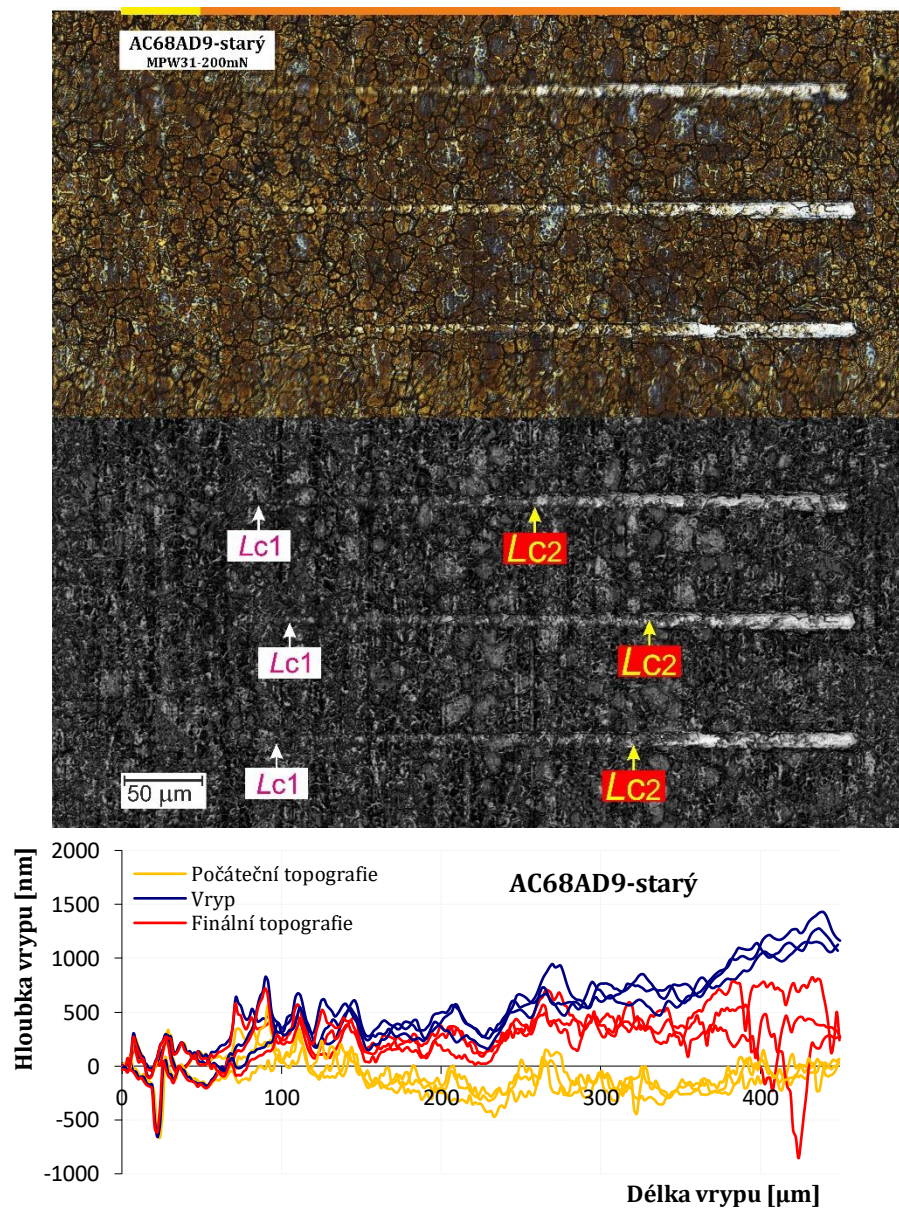 AC68AD9-starý
MPW31-200mN
Lc1
Lc2
Lc1
Lc2
Lc1
Lc2
50 µm
2000
1500
1000
500
0
-500
-1000
Hloubka vrypu [nm]
Počáteční topografie
Vryp
Finální topografie
AC68AD9-starý
0
100
200
300
400
Délka vrypu [µm]